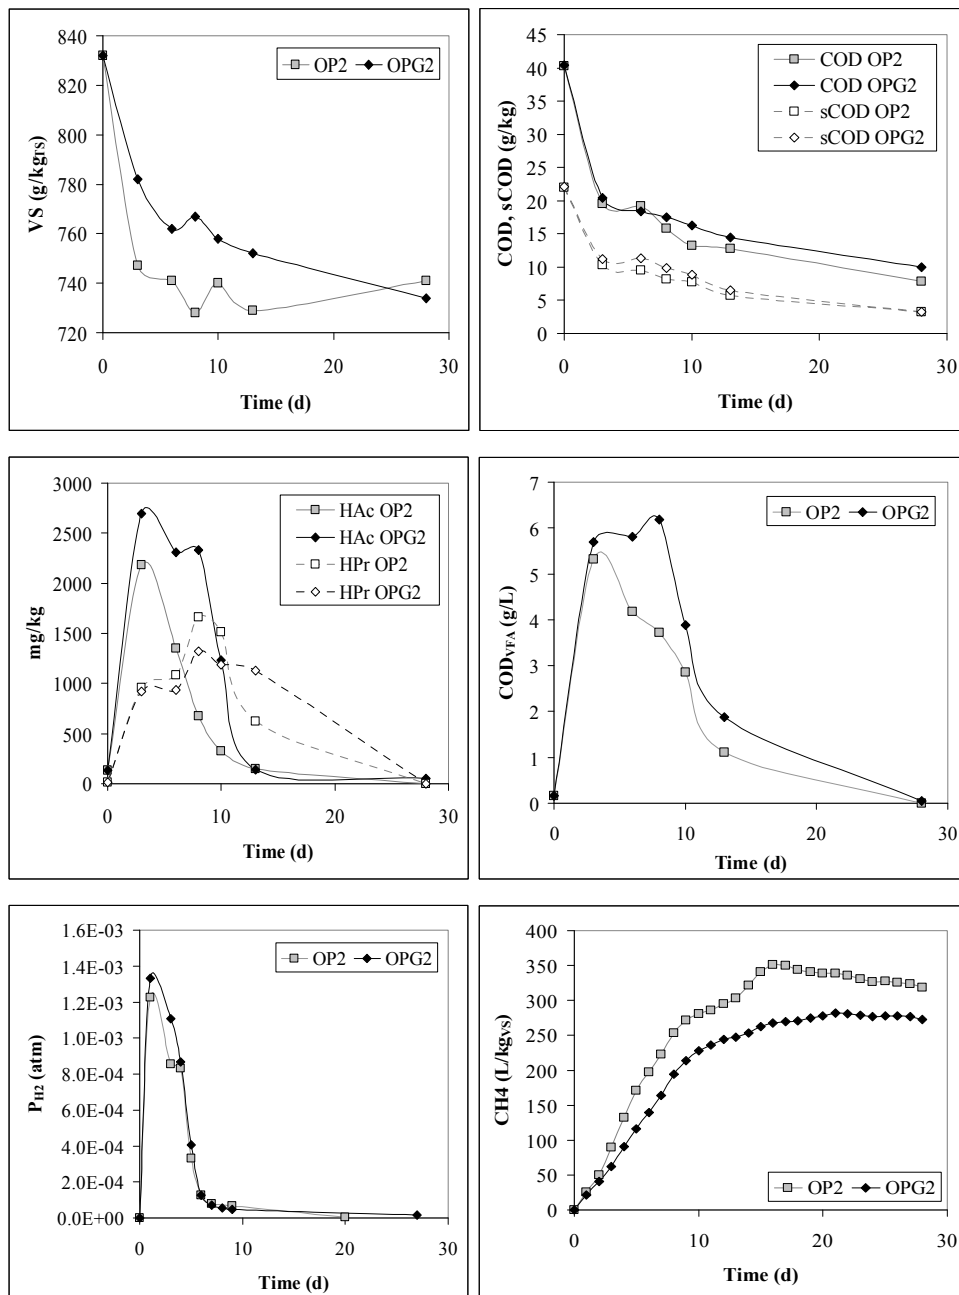 840
820
800
780
760
740
720
VS (g/kgTS)
OP2 OPG2
0 10 20 30
Time (d)
45
40
35
30
25
20
15
10
5
0
COD, sCOD (g/kg)
COD OP2
COD OPG2
sCOD OP2
sCOD OPG2
0 10 20 30
Time (d)
3000
2500
2000
1500
1000
500
0
mg/kg
HAc OP2
HAc OPG2
HPr OP2
HPr OPG2
0 10 20 30
Time (d)
7
6
5
4
3
2
1
0
CODVFA (g/L)
OP2 OPG2
0 10 20 30
Time (d)
1.6E-03
1.4E-03
1.2E-03
1.0E-03
8.0E-04
6.0E-04
4.0E-04
2.0E-04
0.0E+00
PH2 (atm)
OP2 OPG2
0 10 20 30
Time (d)
400
350
300
250
200
150
100
50
0
CH4 (L/kgVS)
OP2 OPG2
0 10 20 30
Time (d)